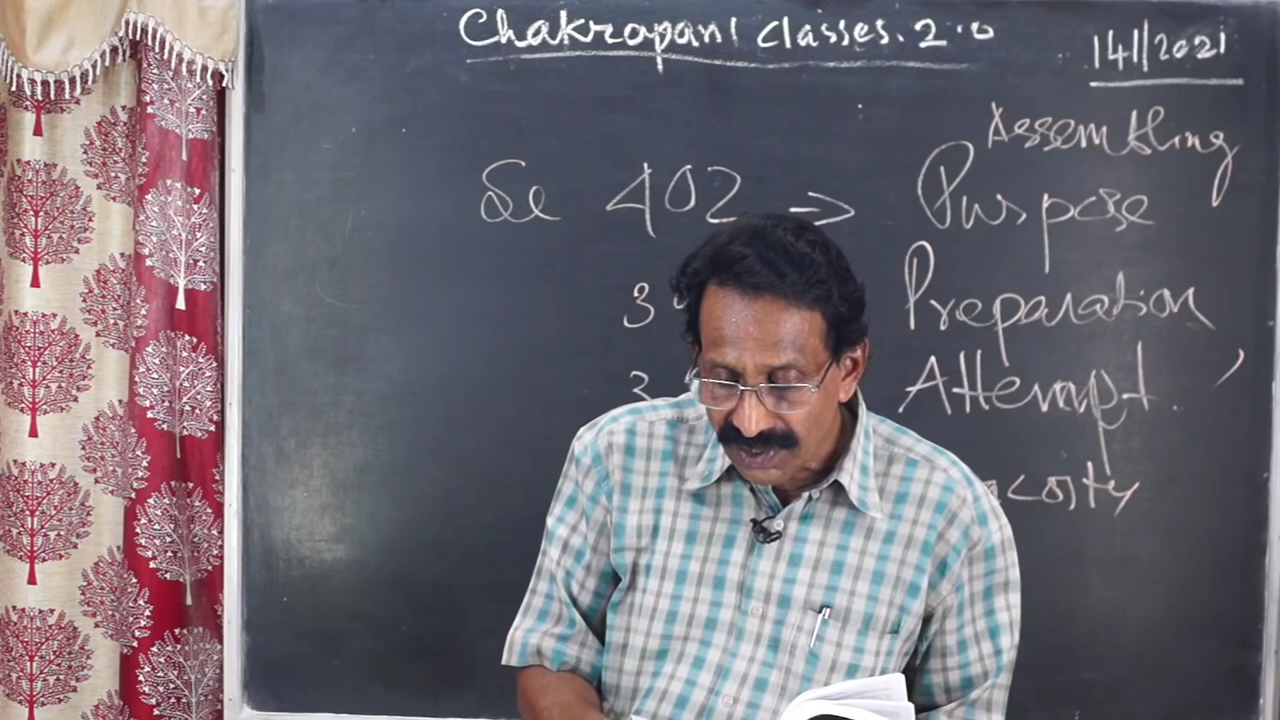 Chakrapani classes. 2.0
14/1/2021
Assembling
Se 402 → Purpose
3 Preparation
3 Attempt,